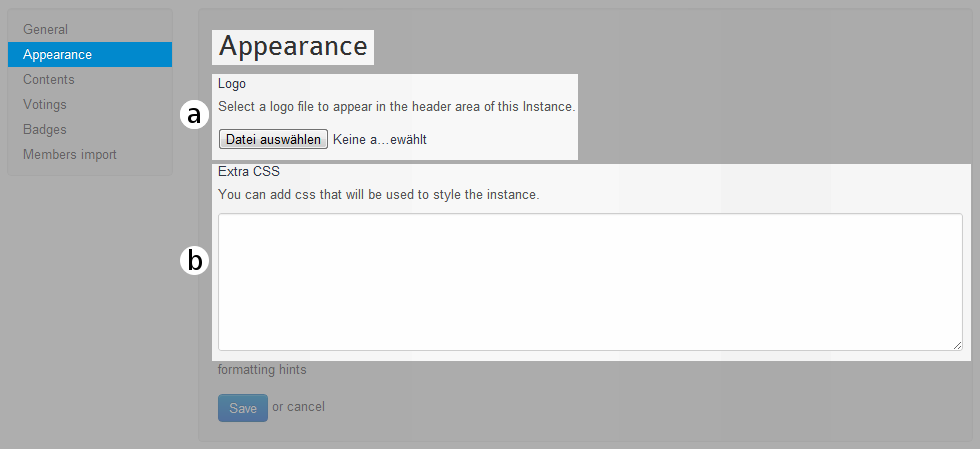 General
Appearance
Contents
Votings
Badges
Members import
Appearance
a
Logo
Select a logo file to appear in the header area of this Instance.
Datei auswählen Keine a...ewählt
b
Extra CSS
You can add css that will be used to style the instance.
formatting hints
Save or cancel